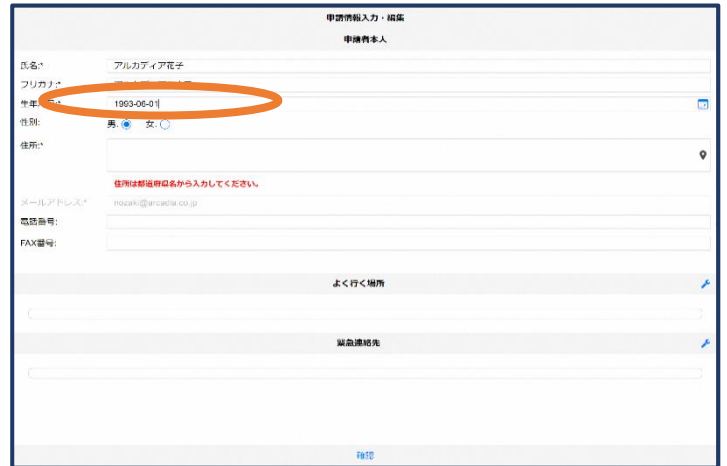 申請情報入力・編集
申請者本人
氏名:* アルカディア花子
フリガナ:*
生年 1993-06-01
性別: 男. 女.
住所:*
住所は都道府県名から入力してください。
メールアドレス:* nozaki@arcadia.co.jp
電話番号:
FAX番号:
よく行く場所
緊急連絡先
確認